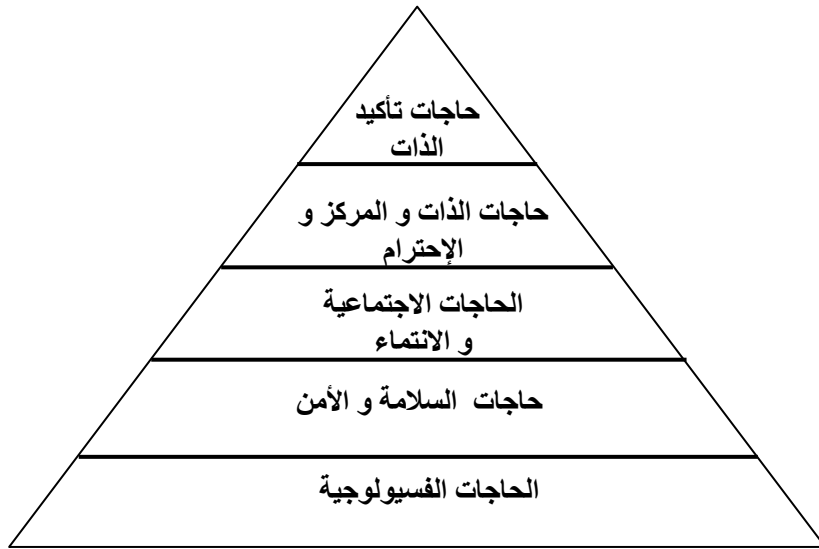 حاجات تأكيد
الذات
حاجات الذات و المركز و
الإحترام
الحاجات الاجتماعية
و الانتماء
حاجات السلامة و الأمن
الحاجات الفسيولوجية